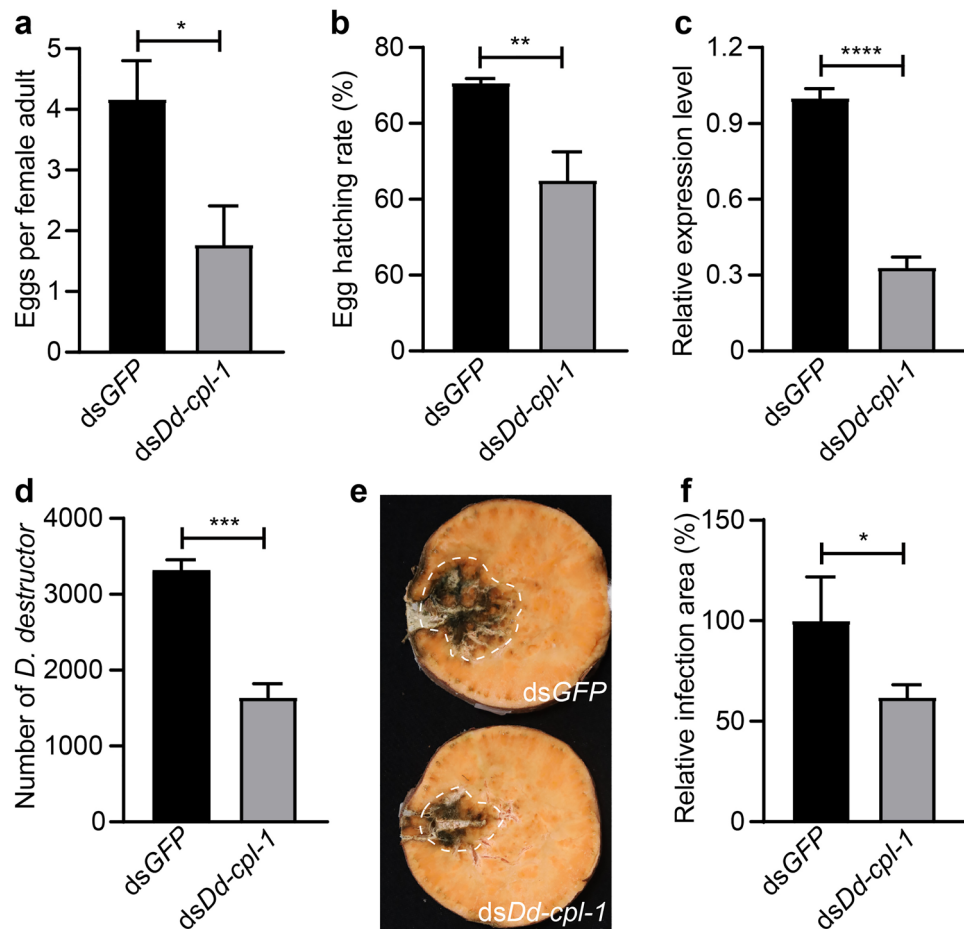 a
*
5
4
3
2
1
0
Eggs per female adult
dsGFP
dsDd-cpl-1
b
**
80
60
60
60
0
Egg hatching rate (%)
dsGFP
dsDd-cpl-1
c
****
1.2
0.9
0.6
0.3
0
Relative expression level
dsGFP
dsDd-cpl-1
d
***
4000
3000
2000
1000
0
Number of D. destructor
dsGFP
dsDd-cpl-1
e
dsGFP
dsDd-cpl-1
f
*
150
100
50
0
Relative infection area (%)
dsGFP
dsDd-cpl-1